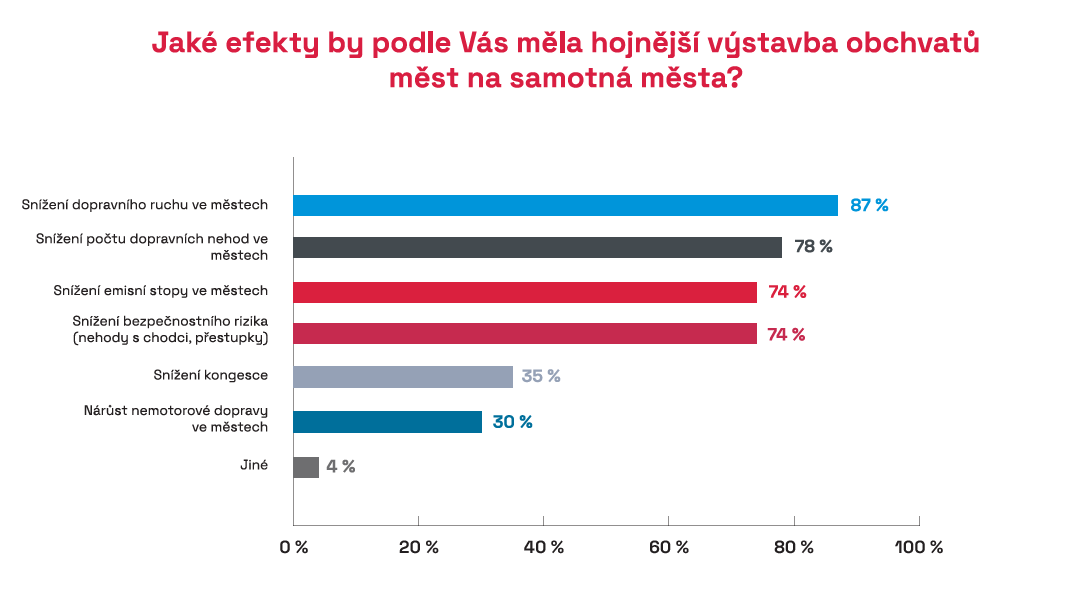 Jaké efekty by podle Vás měla hojnější výstavba obchvatů
měst na samotná města?
Snížení dopravního ruchu ve městech
87 %
Snížení počtu dopravních nehod ve
městech
78 %
Snížení emisní stopy ve městech
74 %
Snížení bezpečnostního rizika
(nehody s chodci, přestupky)
74 %
Snížení kongesce
35 %
Nárůst nemotorové dopravy
ve městech
30 %
Jiné
4 %
0 %
20 %
40 %
60 %
80 %
100 %